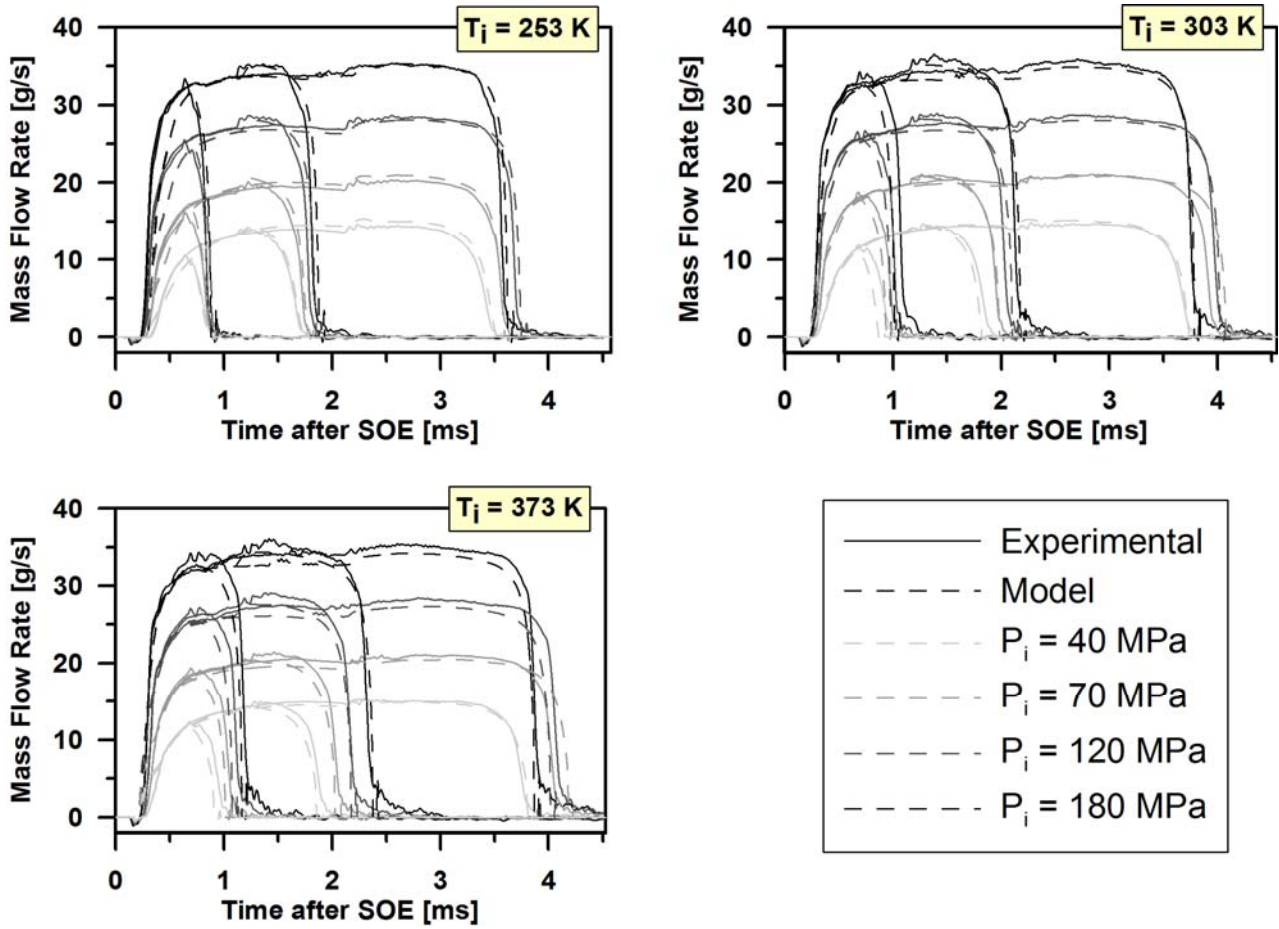 T_i = 253 K
40
30
20
10
0
Mass Flow Rate [g/s]
0 1 2 3 4
Time after SOE [ms]
T_i = 303 K
40
30
20
10
0
Mass Flow Rate [g/s]
0 1 2 3 4
Time after SOE [ms]
T_i = 373 K
40
30
20
10
0
Mass Flow Rate [g/s]
0 1 2 3 4
Time after SOE [ms]
Experimental
Model
P_i = 40 MPa
P_i = 70 MPa
P_i = 120 MPa
P_i = 180 MPa